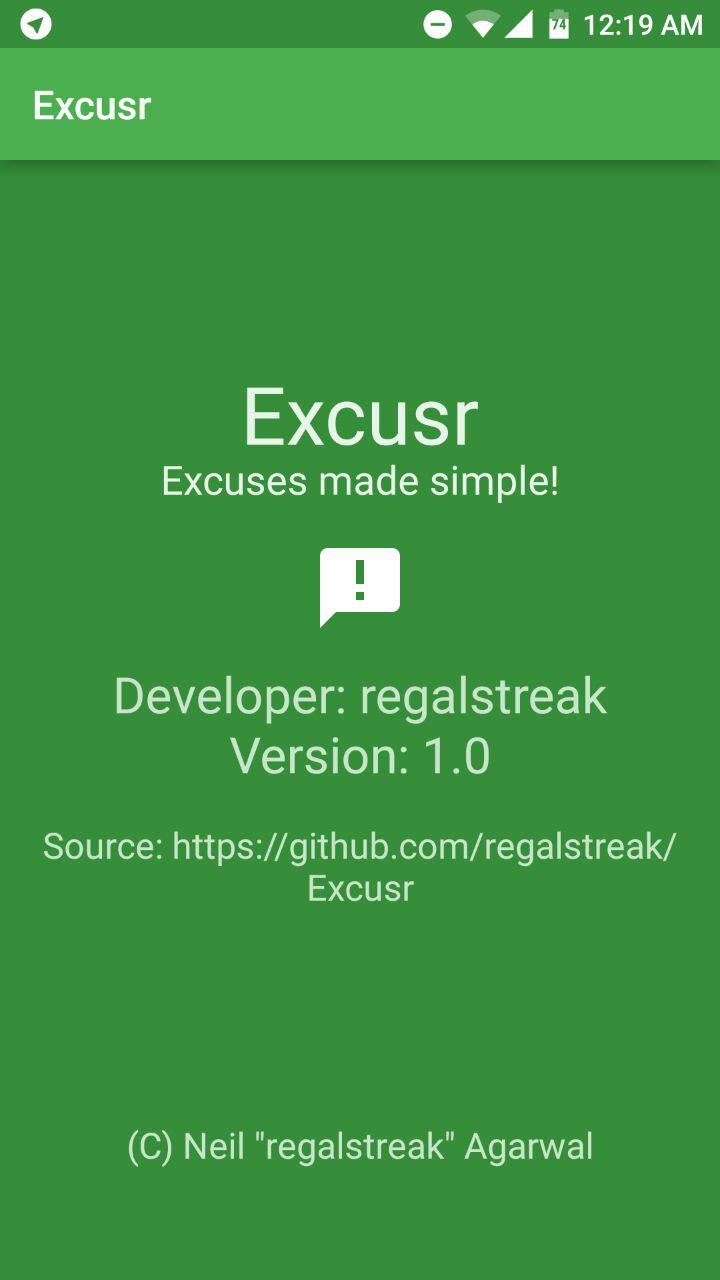 74 12:19 AM
Excusr
Excusr
Excuses made simple!
Developer: regalstreak
Version: 1.0
Source: https://github.com/regalstreak/
Excusr
(C) Neil "regalstreak" Agarwal